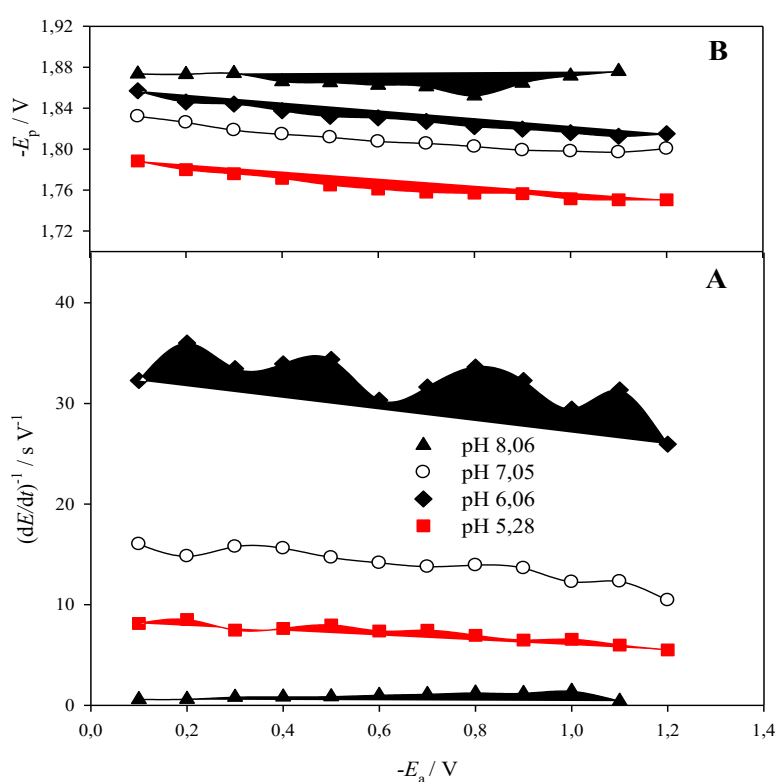 B
1,92
1,88
1,84
1,80
1,76
1,72
-Ep / V
A
40
30
20
10
0
(dE/dt)-1 / s V-1
pH 8,06
pH 7,05
pH 6,06
pH 5,28
0,0 0,2 0,4 0,6 0,8 1,0 1,2 1,4
-Ea / V